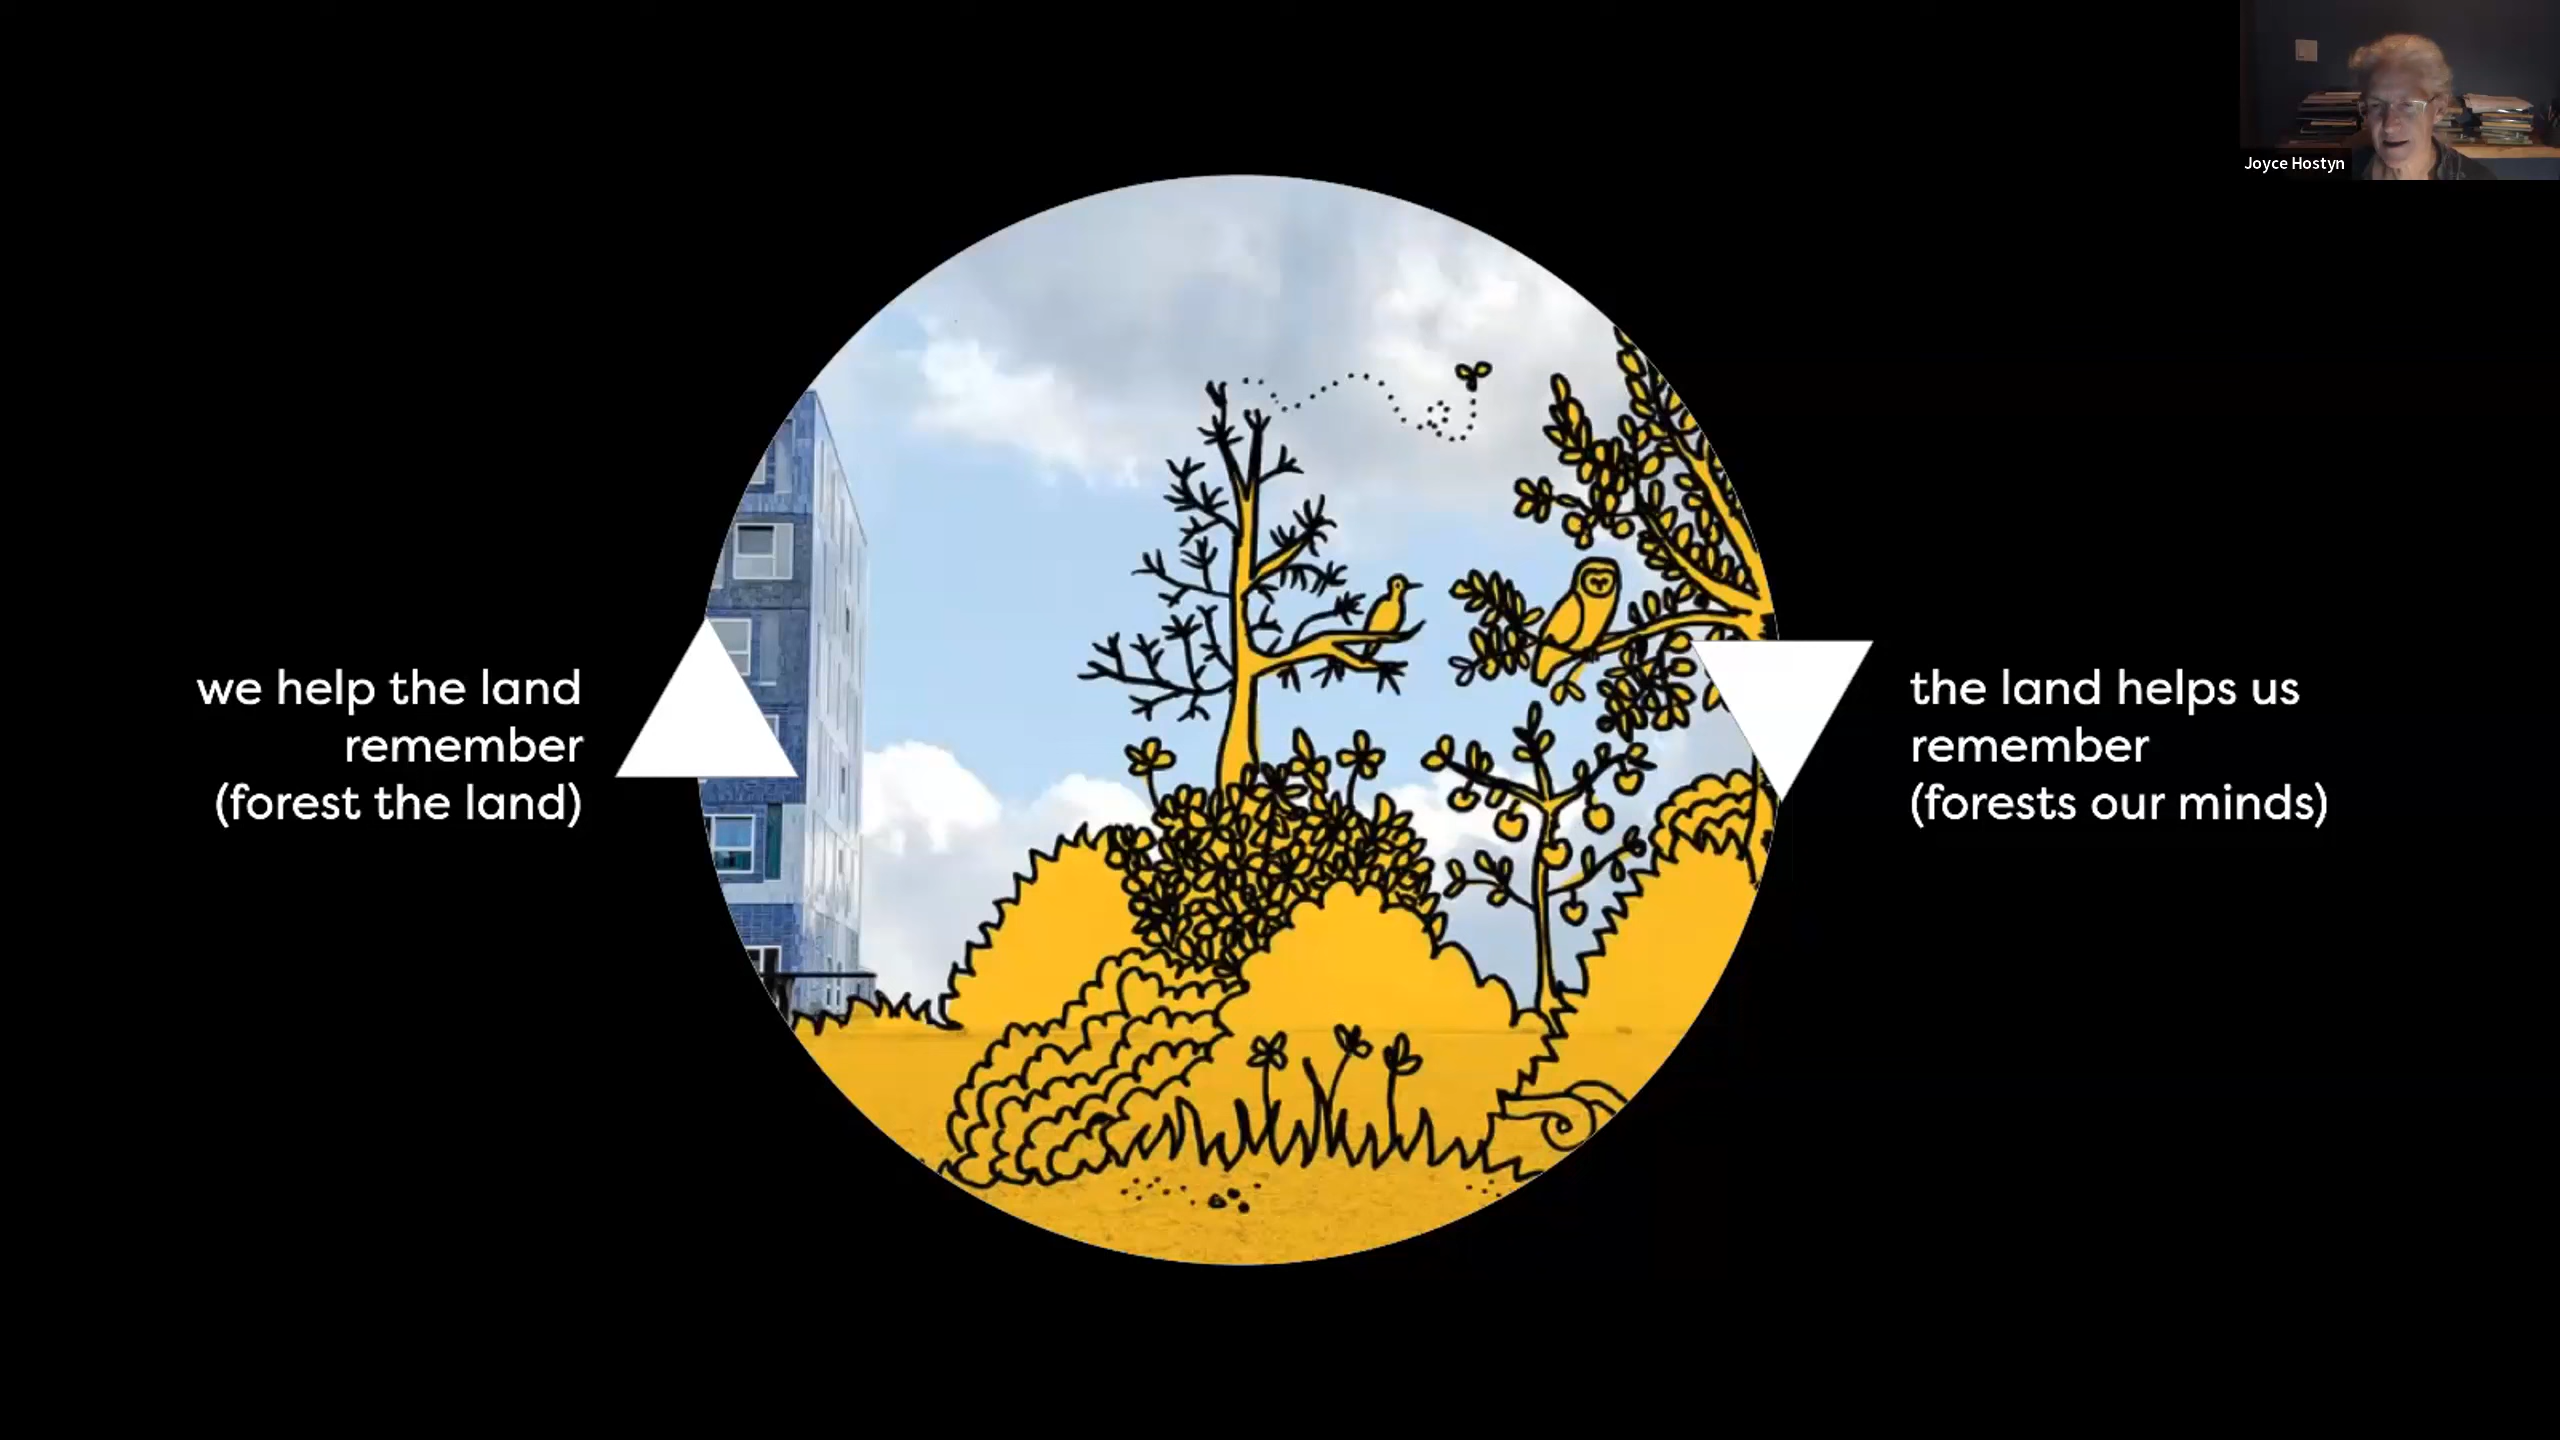 Joyce Hostyn
we help the land
remember
(forest the land)
the land helps us
remember
(forests our minds)